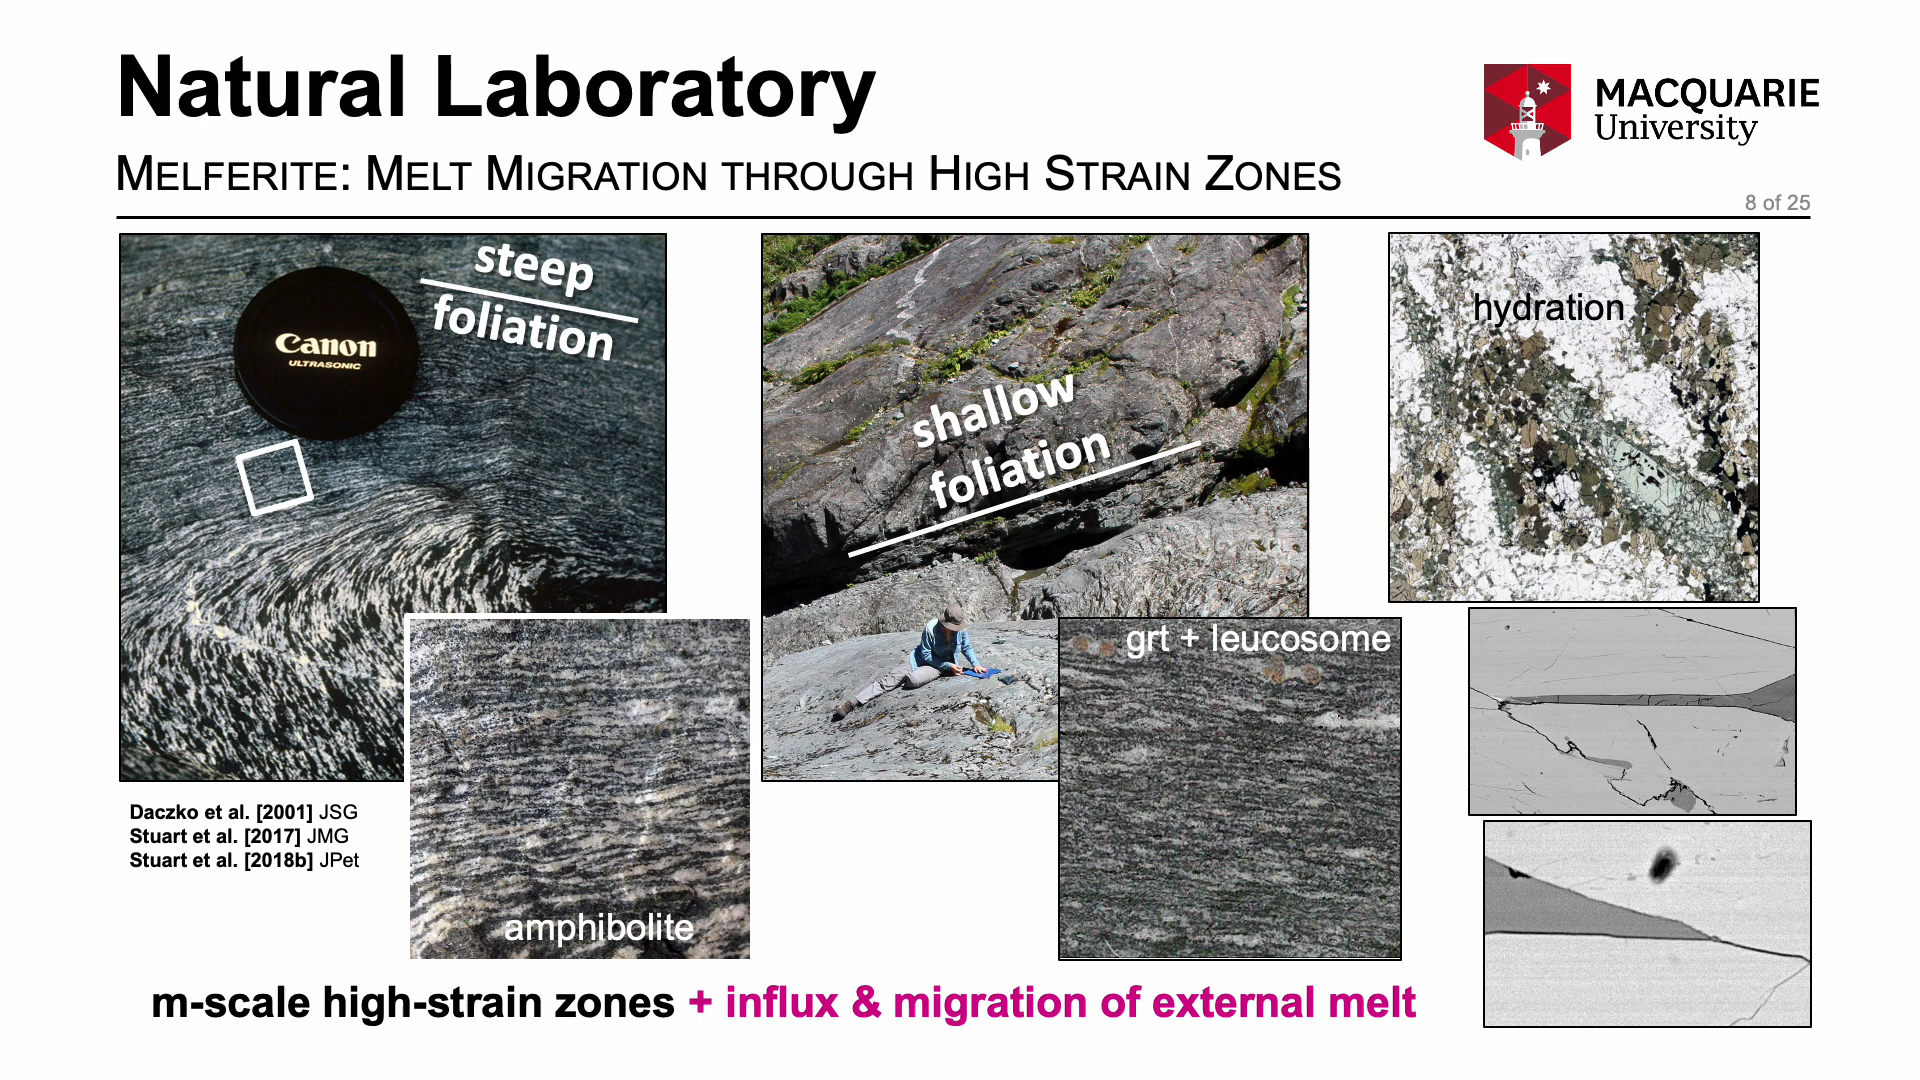 Natural Laboratory
MELFERITE: MELT MIGRATION THROUGH HIGH STRAIN ZONES
MACQUARIE
University
8 of 25
steep
foliation
Canon
ULTRASONIC
shallow
foliation
hydration
grt + leucosome
amphibolite
Daczko et al. [2001] JSG
Stuart et al. [2017] JMG
Stuart et al. [2018b] JPet
m-scale high-strain zones + influx & migration of external melt